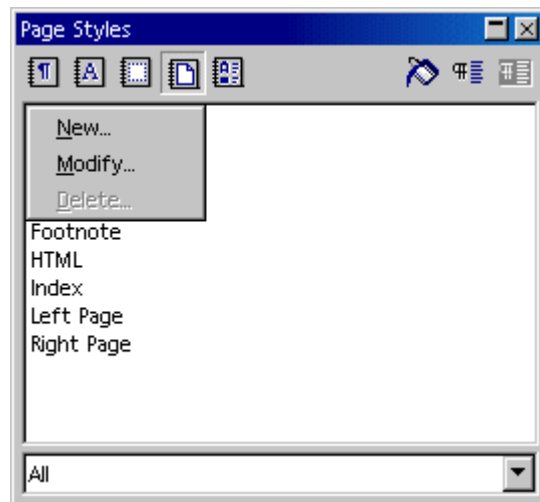 Page Styles
New...
Modify...
Delete...
Footnote
HTML
Index
Left Page
Right Page
All